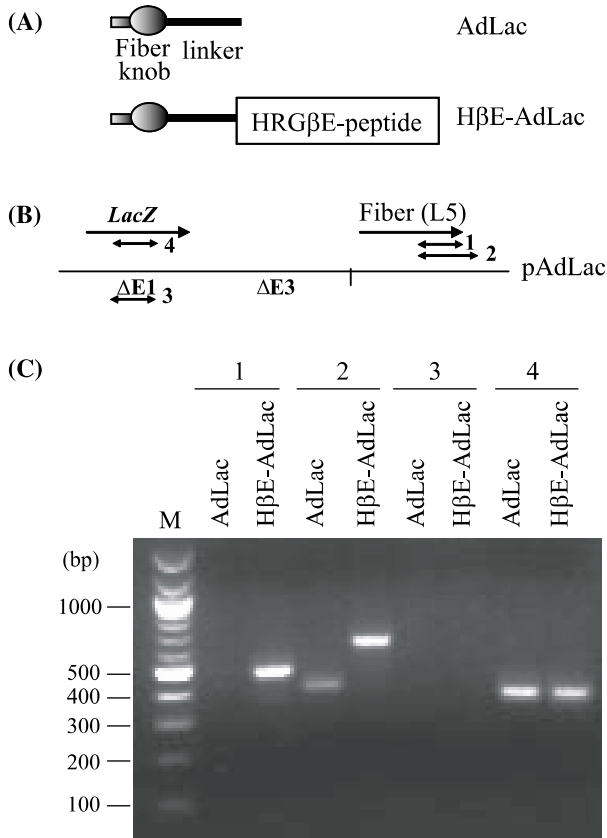 (A)
AdLac
Fiber knob
linker
HRGβE-peptide
HβE-AdLac
(B)
LacZ
Fiber (L5)
4
1
2
pAdLac
ΔE1
3
ΔE3
(C)
1 2 3 4
M
AdLac
HβE-AdLac
AdLac
HβE-AdLac
AdLac
HβE-AdLac
AdLac
HβE-AdLac
(bp)
1000
500
400
300
200
100